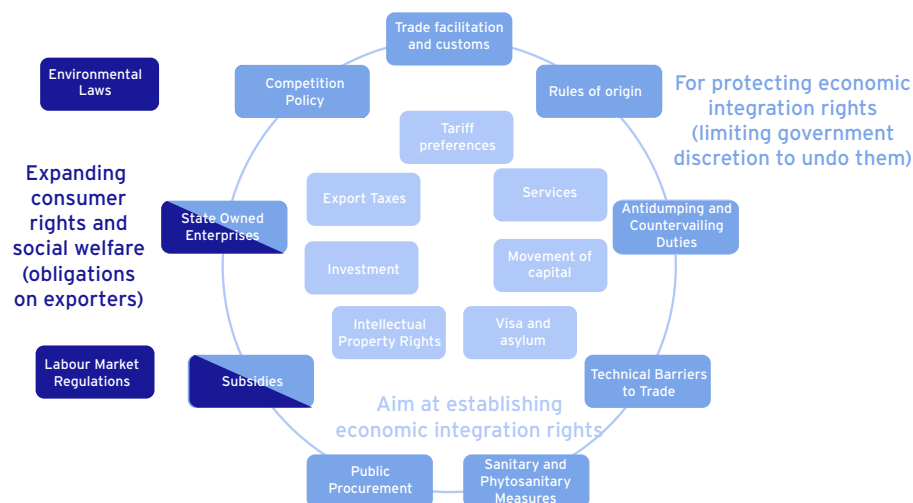 Trade facilitation
and customs
Environmental
Laws
Competition
Policy
Rules of origin
For protecting economic
integration rights
(limiting government
discretion to undo them)
Tariff
preferences
Expanding
consumer
rights and
social welfare
(obligations
on exporters)
Export Taxes
Services
State Owned
Enterprises
Antidumping and
Countervailing
Duties
Investment
Movement of
capital
Intellectual
Property Rights
Visa and
asylum
Labour Market
Regulations
Subsidies
Technical Barriers
to Trade
Aim at establishing
economic integration rights
Public
Procurement
Sanitary and
Phytosanitary
Measures